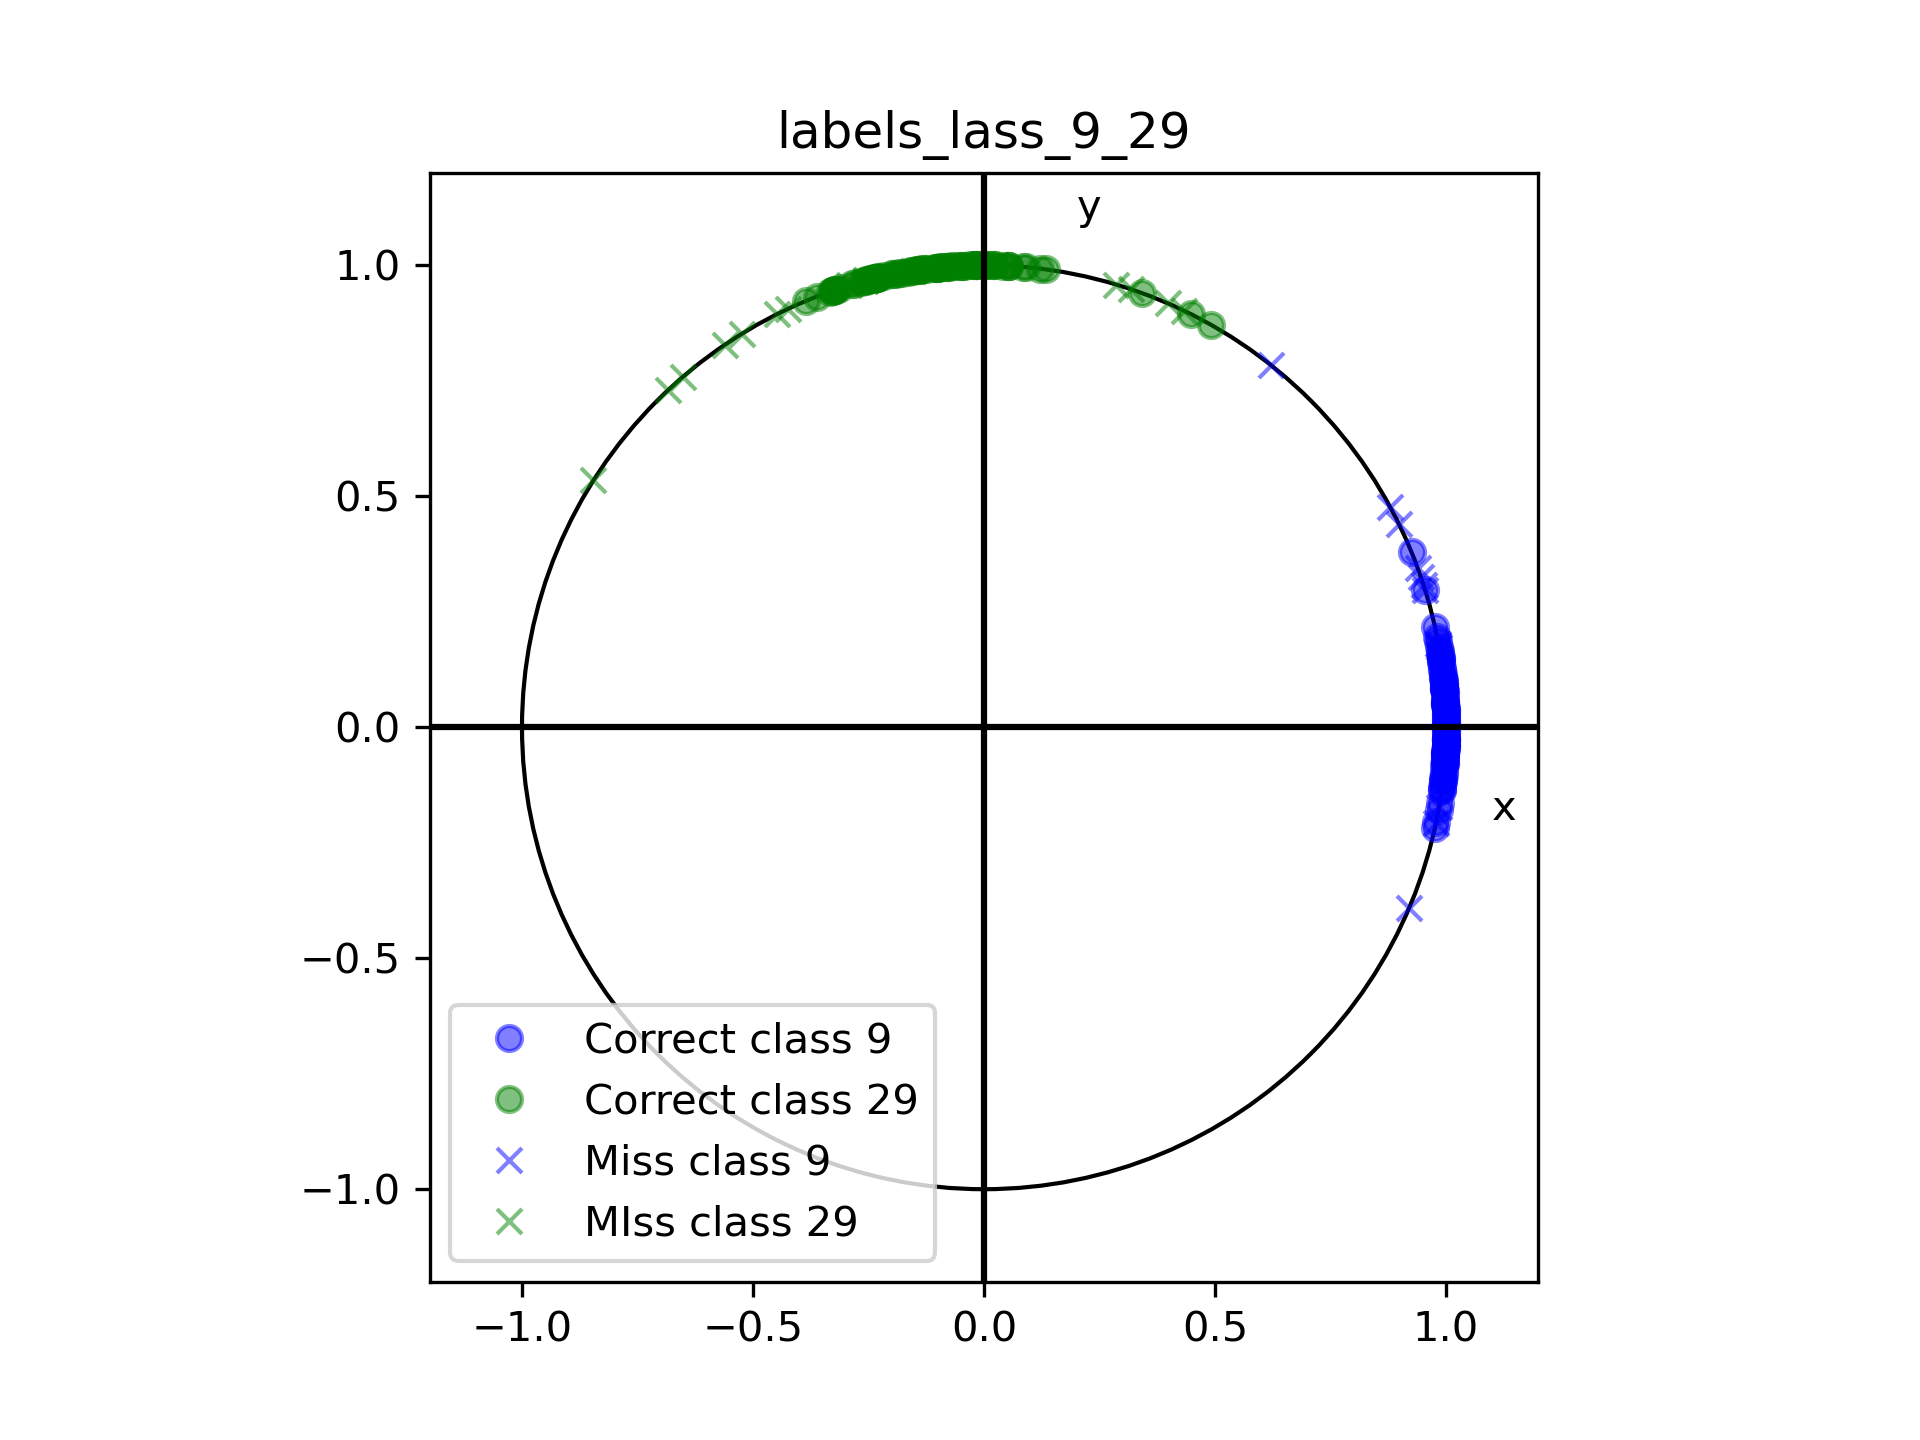 labels_lass_9_29
y
1.0
0.5
0.0
−0.5
−1.0
x
Correct class 9
Correct class 29
Miss class 9
MIss class 29
−1.0 −0.5 0.0 0.5 1.0